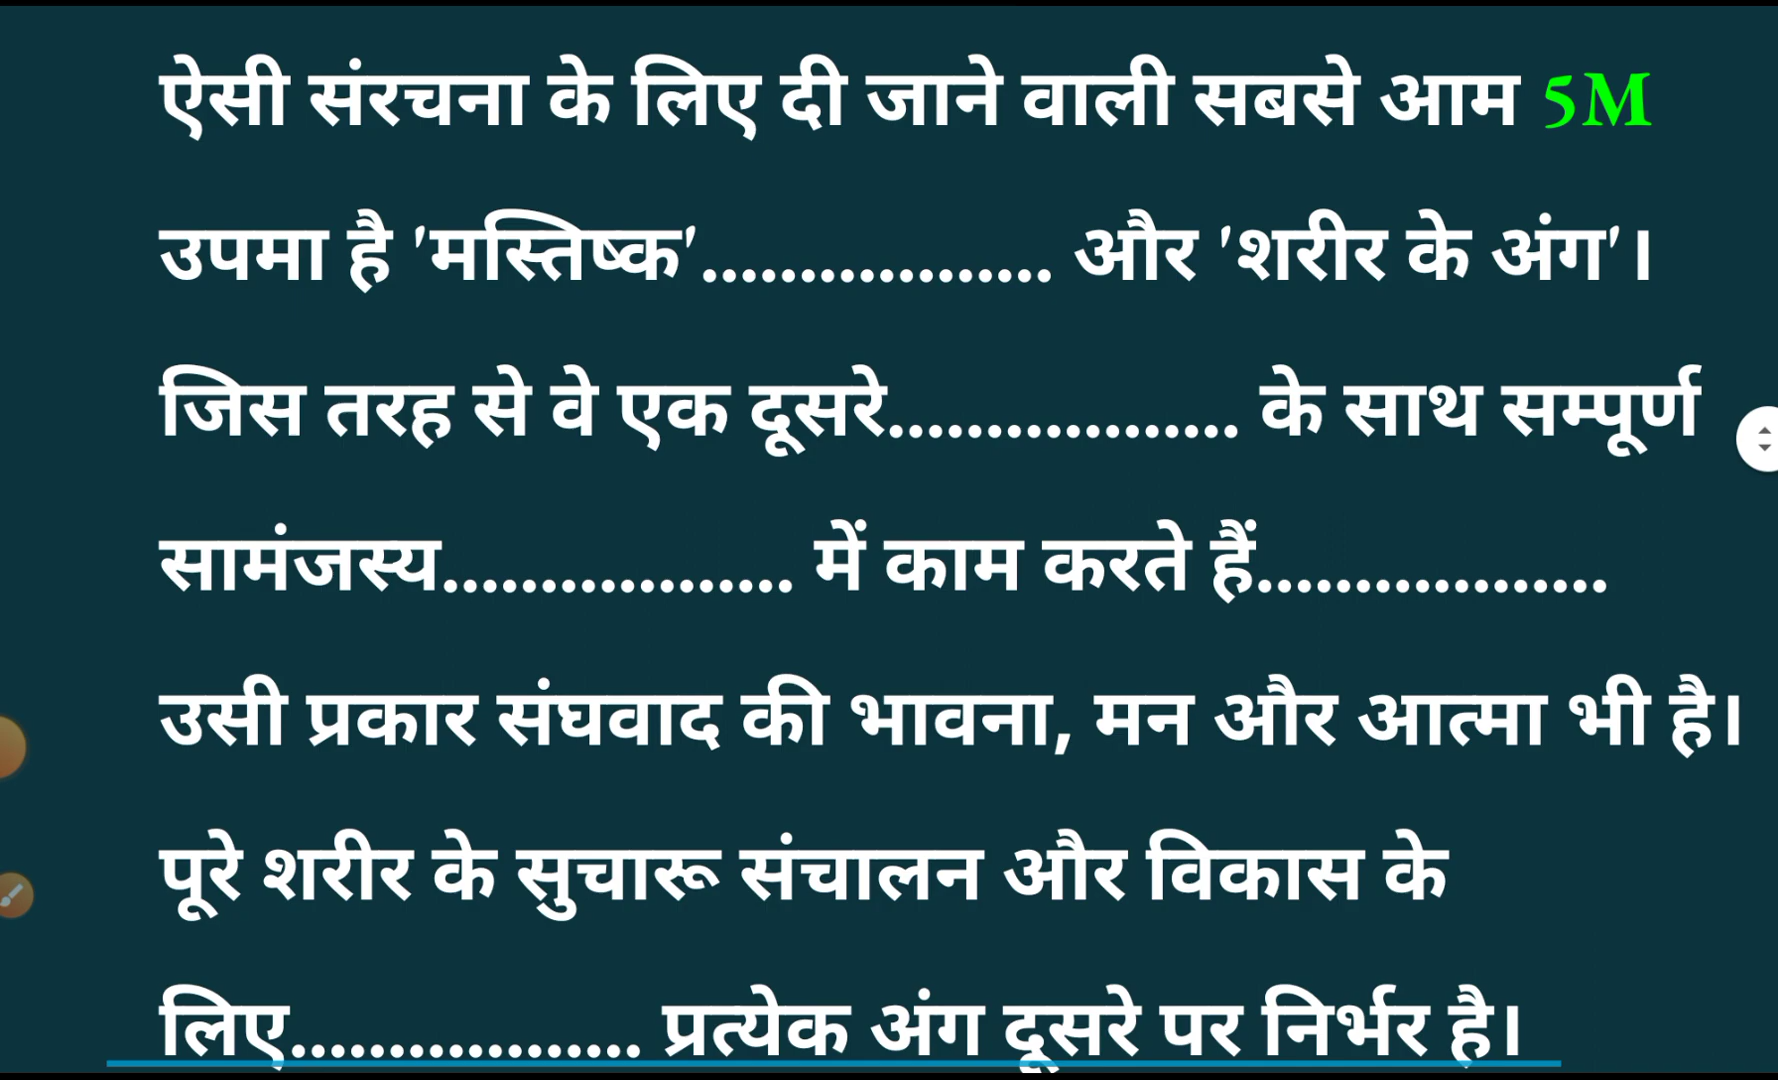 ऐसी संरचना के लिए दी जाने वाली सबसे आम 5M
उपमा है 'मस्तिष्क'.................. और 'शरीर के अंग'।
जिस तरह से वे एक दूसरे.................. के साथ सम्पूर्ण
सामंजस्य.................. में काम करते हैं..................
उसी प्रकार संघवाद की भावना, मन और आत्मा भी है।
पूरे शरीर के सुचारू संचालन और विकास के
लिए.................. प्रत्येक अंग दूसरे पर निर्भर है।